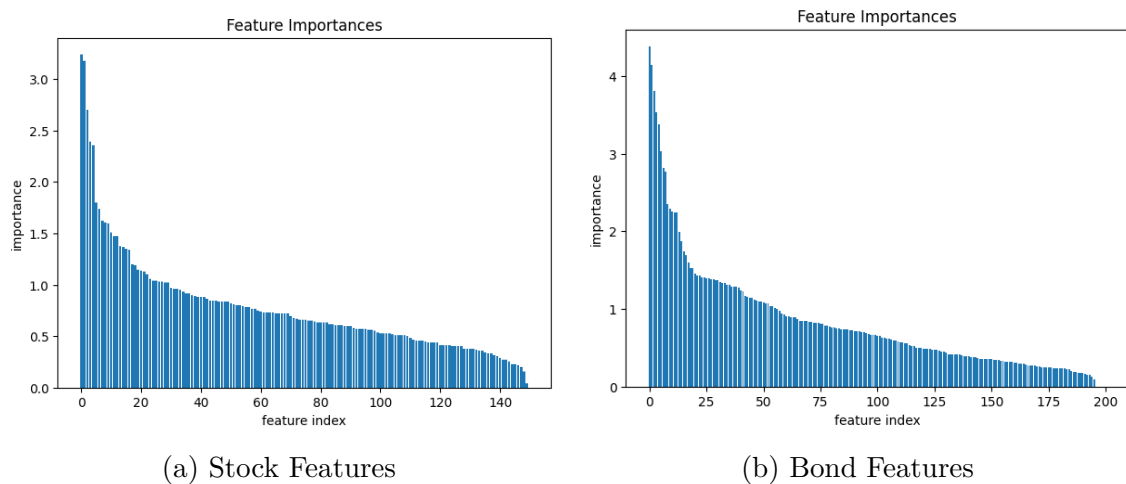 Feature Importances
3.0
2.5
2.0
1.5
1.0
0.5
0.0
importance
0 20 40 60 80 100 120 140
feature index
(a) Stock Features
Feature Importances
4
3
2
1
0
importance
0 25 50 75 100 125 150 175 200
feature index
(b) Bond Features